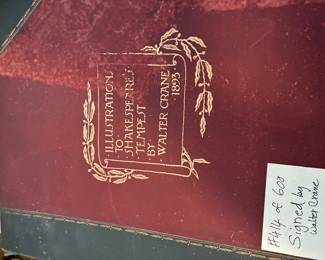 ILLUSTRATIONS
TO
SHAKESPEARE'S
TEMPEST
BY
WALTER CRANE
1893
#414 of 600
Signed by
Walter Crane